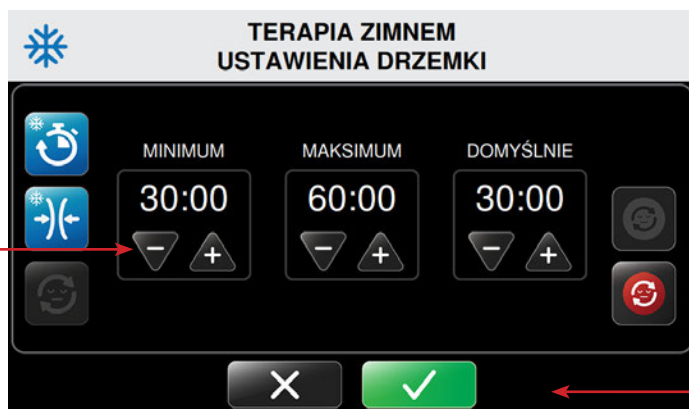 TERAPIA ZIMNEM
USTAWIENIA DRZEMKI
MINIMUM MAKSIMUM DOMYŚLNIE
30:00 60:00 30:00